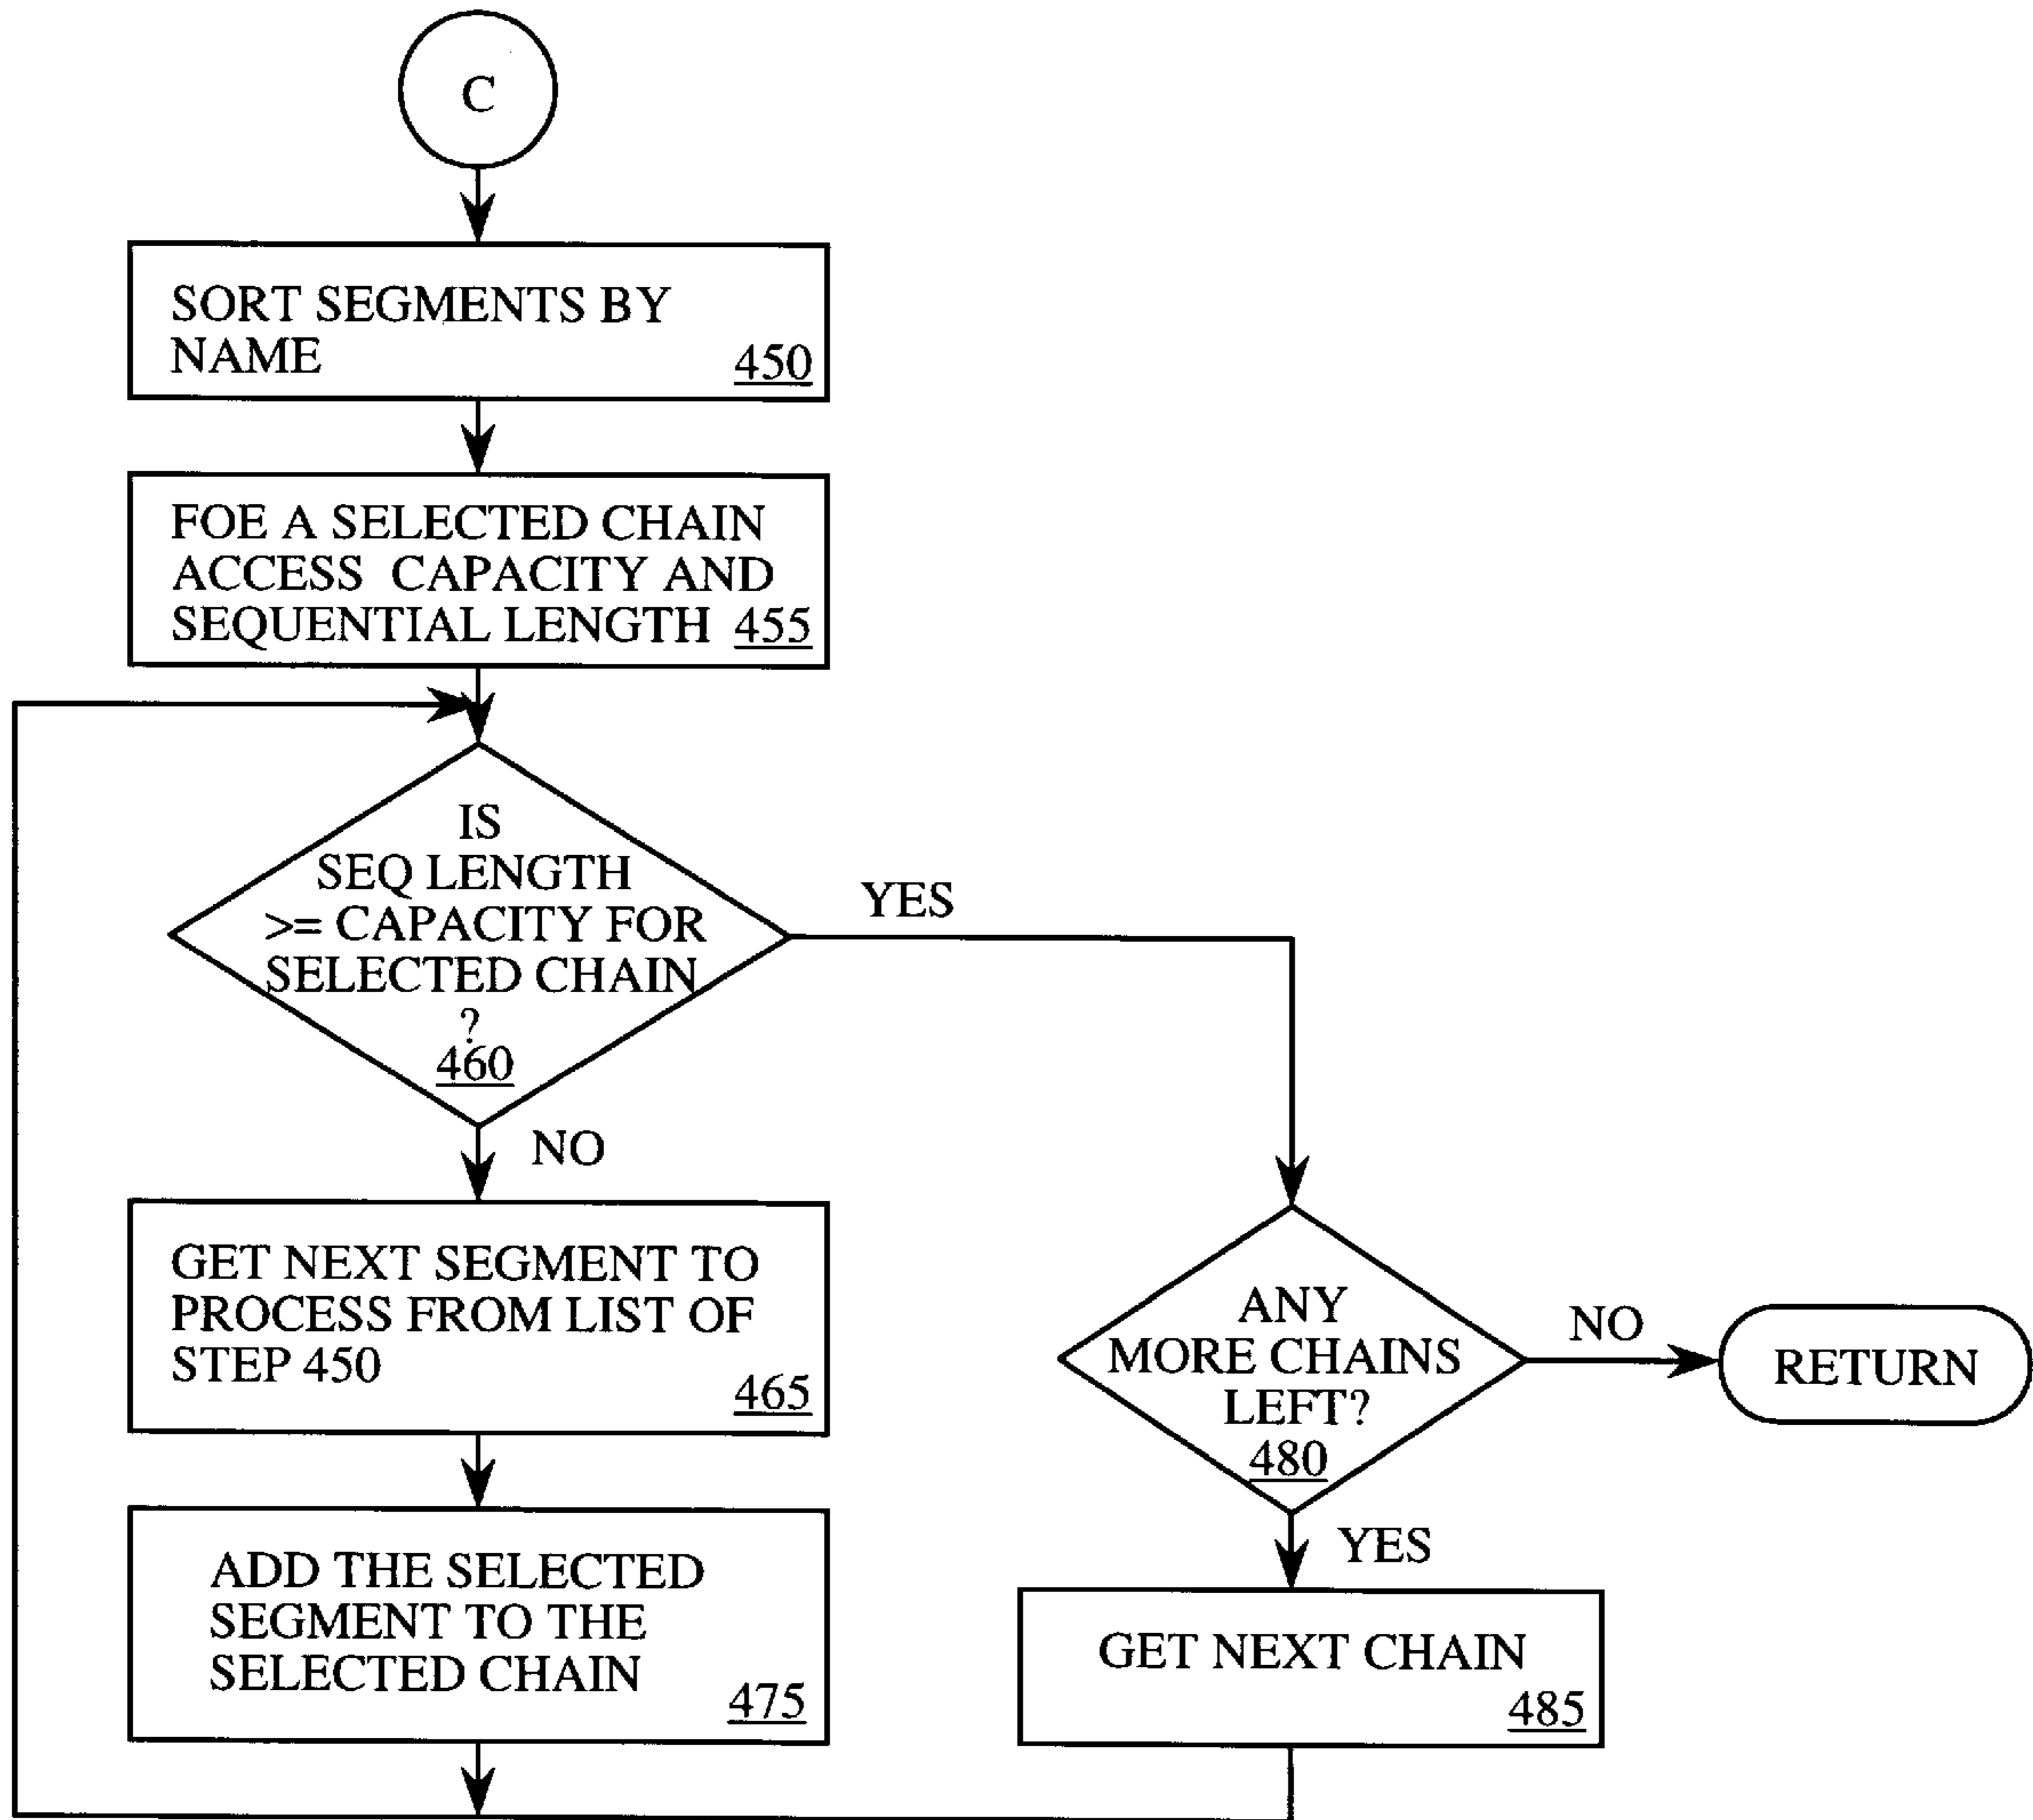 C
SORT SEGMENTS BY
NAME 450
FOE A SELECTED CHAIN
ACCESS CAPACITY AND
SEQUENTIAL LENGTH 455
IS
SEQ LENGTH
>= CAPACITY FOR
SELECTED CHAIN
?
460
YES
NO
GET NEXT SEGMENT TO
PROCESS FROM LIST OF
STEP 450
465
ADD THE SELECTED
SEGMENT TO THE
SELECTED CHAIN
475
ANY
MORE CHAINS
LEFT?
480
NO
RETURN
YES
GET NEXT CHAIN
485